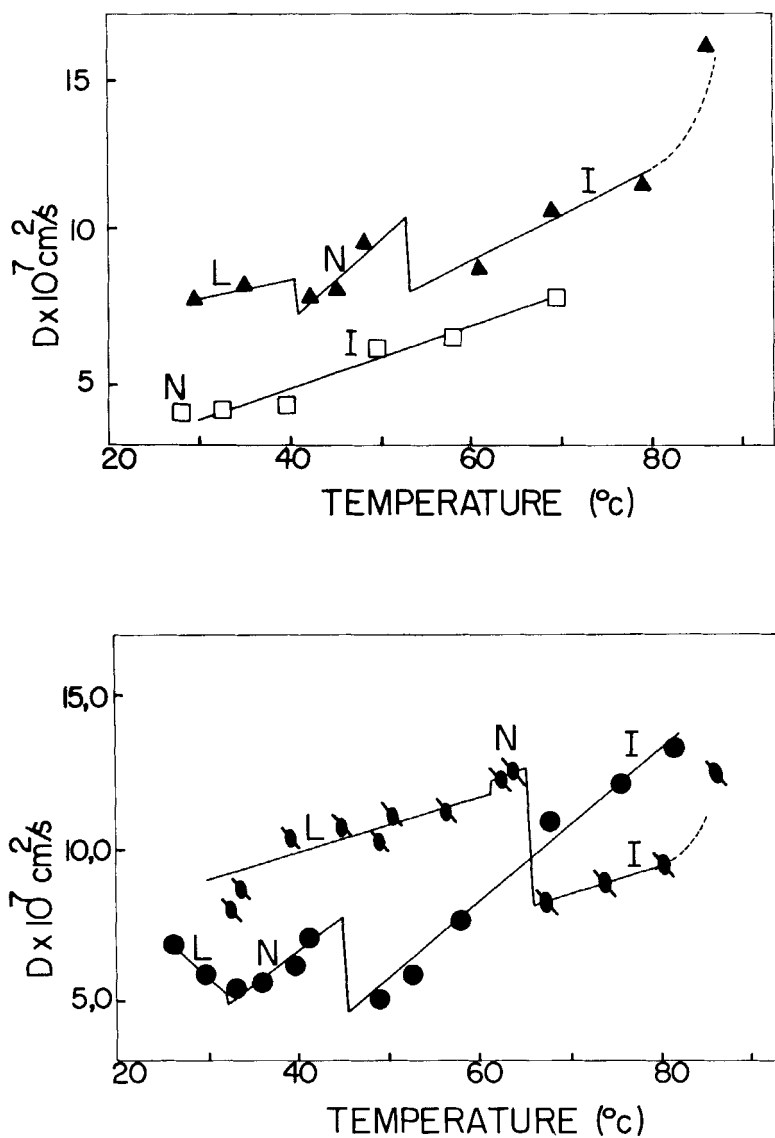 15
10
5
D x 10⁷ cm²/s
L
N
I
N
I
20
40
60
80
TEMPERATURE (°c)
15,0
10,0
5,0
D x 10⁷ cm²/s
L
N
I
L
N
I
20
40
60
80
TEMPERATURE (°c)